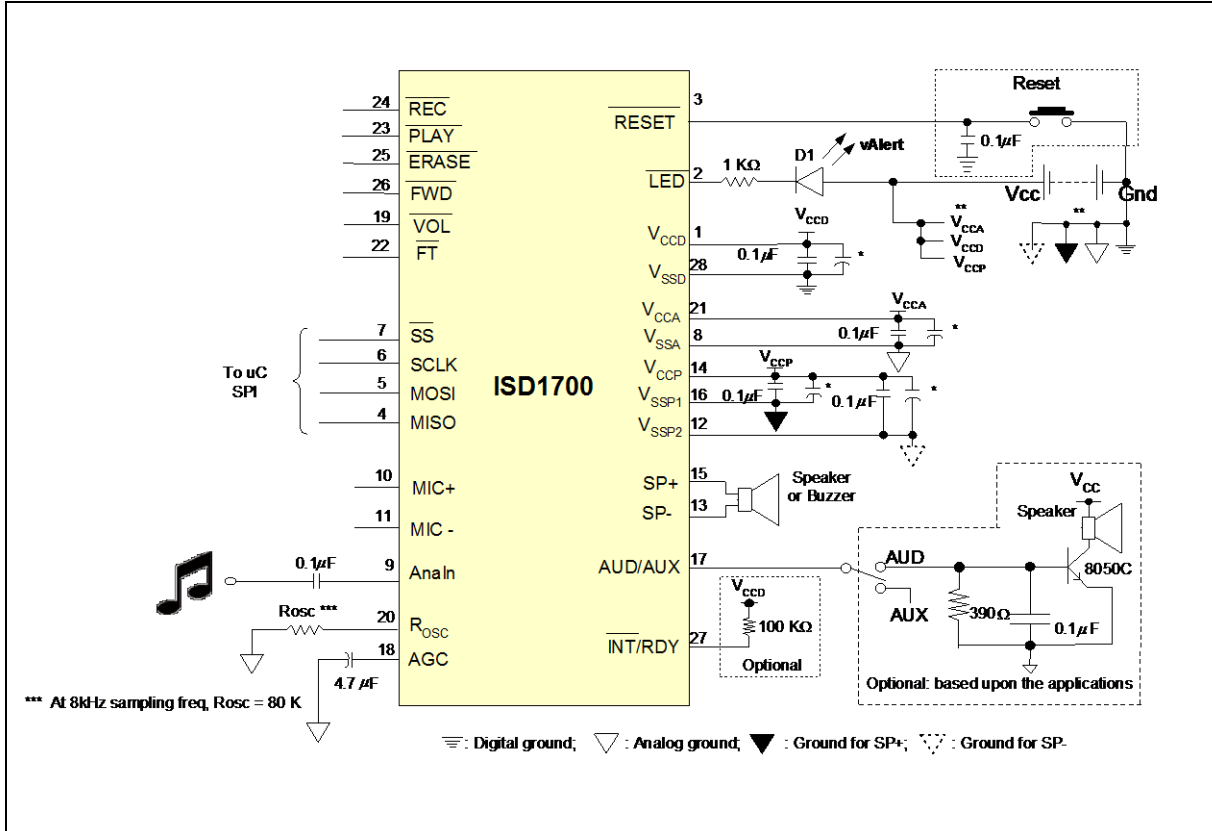 24 REC
23 PLAY
25 ERASE
26 FWD
19 VOL
22 FT
To uC
SPI
7 SS
6 SCLK
5 MOSI
4 MISO
10 MIC+
11 MIC -
0.1µF
9 AnaIn
Rosc ***
20 ROSC
18 AGC
4.7 µF
*** At 8kHz sampling freq, Rosc = 80 K
ISD1700
RESET 3
Reset
0.1µF
LED 2
1 KΩ
D1
vAlert
Vcc
Gnd
**
VCCA
VCCD
VCCP
**
VCCD 1
VCCD
0.1µF
*
VSSD 28
VCCA 21
VCCA
0.1µF
*
VSSA 8
VCCP 14
VCCP
0.1µF
*
0.1µF
*
VSSP1 16
VSSP2 12
SP+ 15
SP- 13
Speaker
or Buzzer
AUD/AUX 17
AUD
AUX
VCC
Speaker
8050C
390Ω
0.1µF
Optional: based upon the applications
INT/RDY 27
VCCD
100 KΩ
Optional
: Digital ground; : Analog ground; : Ground for SP+; : Ground for SP-